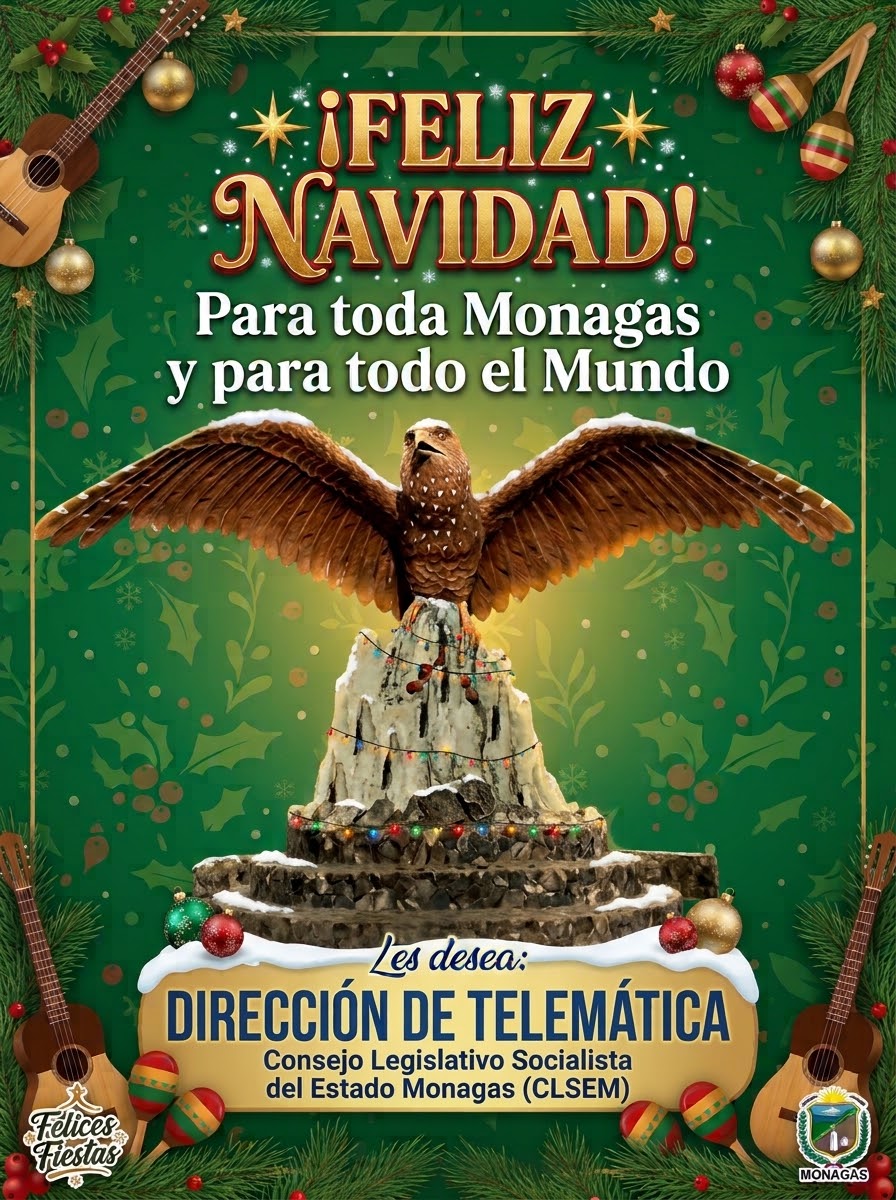 ¡FELIZ
NAVIDAD!
Para toda Monagas
y para todo el Mundo
Les desea:
DIRECCIÓN DE TELEMÁTICA
Consejo Legislativo Socialista
del Estado Monagas (CLSEM)
Felices
Fiestas
MONAGAS